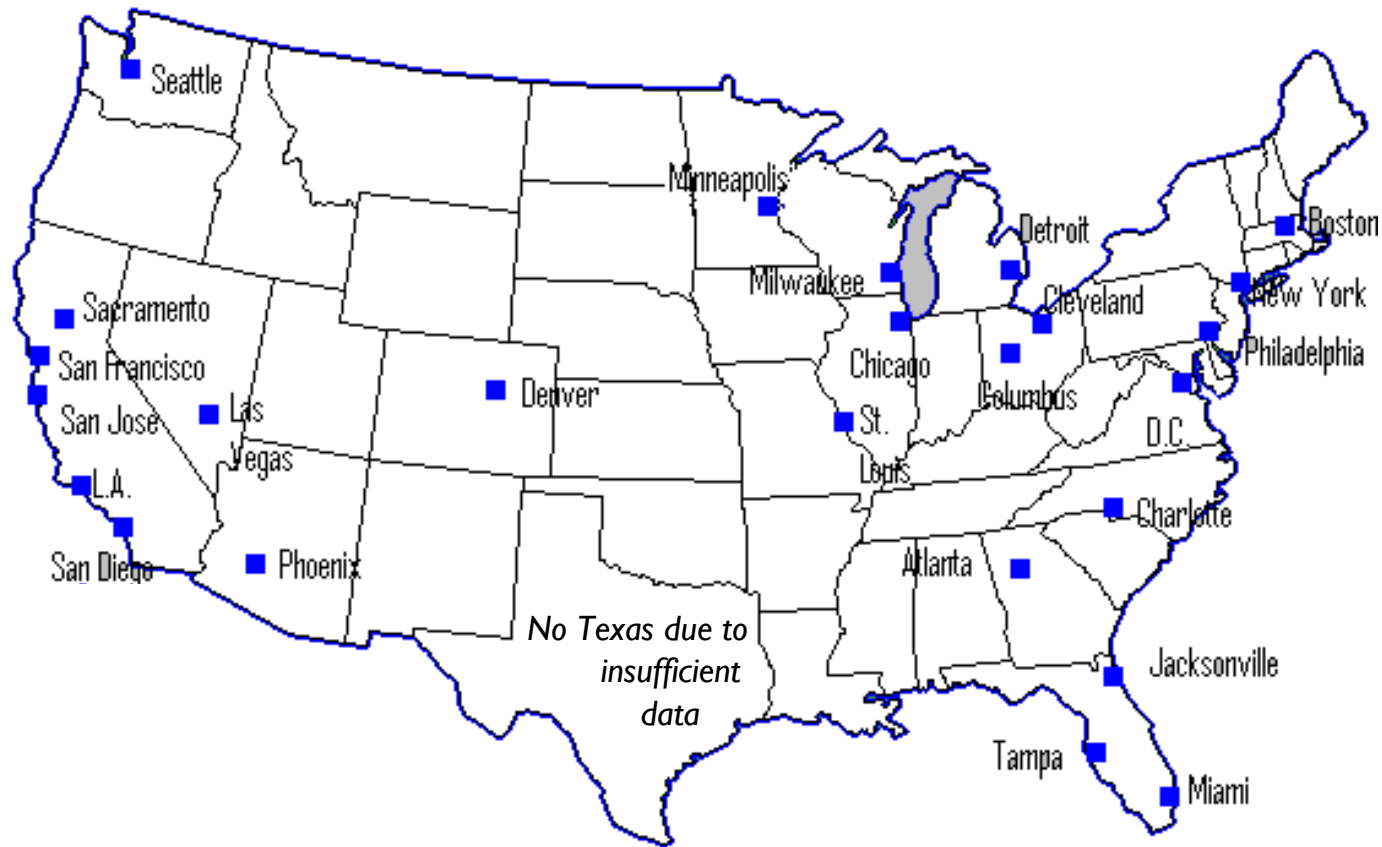 Seattle
Minneapolis
Boston
Detroit
Milwaukee
New York
Sacramento
Cleveland
Philadelphia
San Francisco
Chicago
Columbus
Denver
San Jose
Las
Vegas
St.
Louis
D.C.
L.A.
Charlotte
San Diego
Phoenix
Atlanta
No Texas due to
insufficient
data
Jacksonville
Tampa
Miami